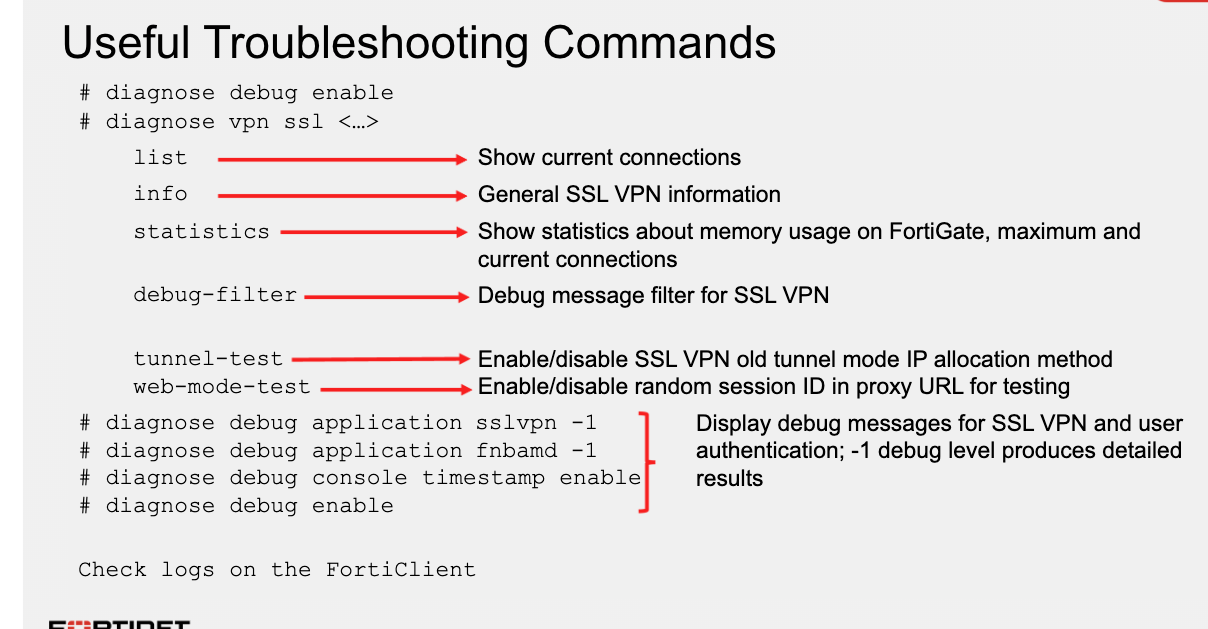 Useful Troubleshooting Commands
# diagnose debug enable
# diagnose vpn ssl <…>
list Show current connections
info General SSL VPN information
statistics Show statistics about memory usage on FortiGate, maximum and
current connections
debug-filter Debug message filter for SSL VPN
tunnel-test Enable/disable SSL VPN old tunnel mode IP allocation method
web-mode-test Enable/disable random session ID in proxy URL for testing
# diagnose debug application sslvpn -1
# diagnose debug application fnbamd -1
# diagnose debug console timestamp enable
# diagnose debug enable
Display debug messages for SSL VPN and user
authentication; -1 debug level produces detailed
results
Check logs on the FortiClient
FORTINET